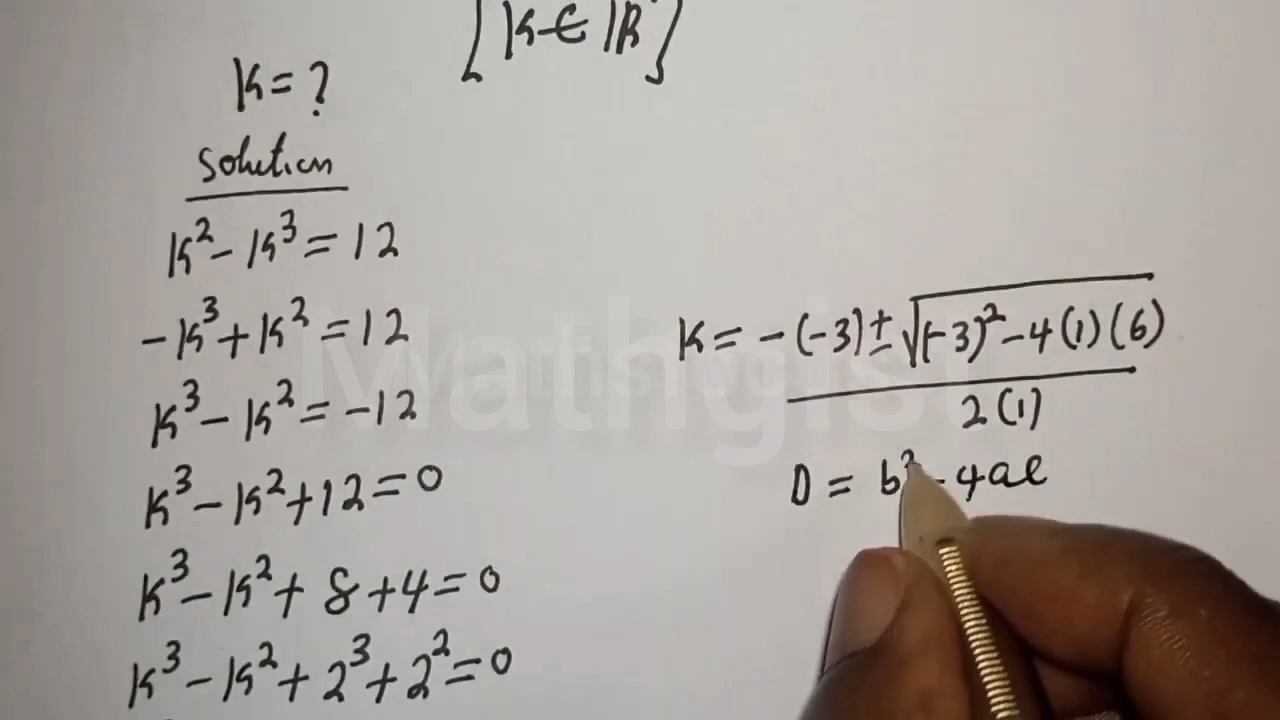 [K∈ℝ]
K=?
Solution
K²-K³=12
-K³+K²=12
K³-K²=-12
K³-K²+12=0
K³-K²+8+4=0
K³-K²+2³+2²=0
K=-(-3)±√(-3)²-4(1)(6)
2(1)
D=b²-4ac
Mathgist